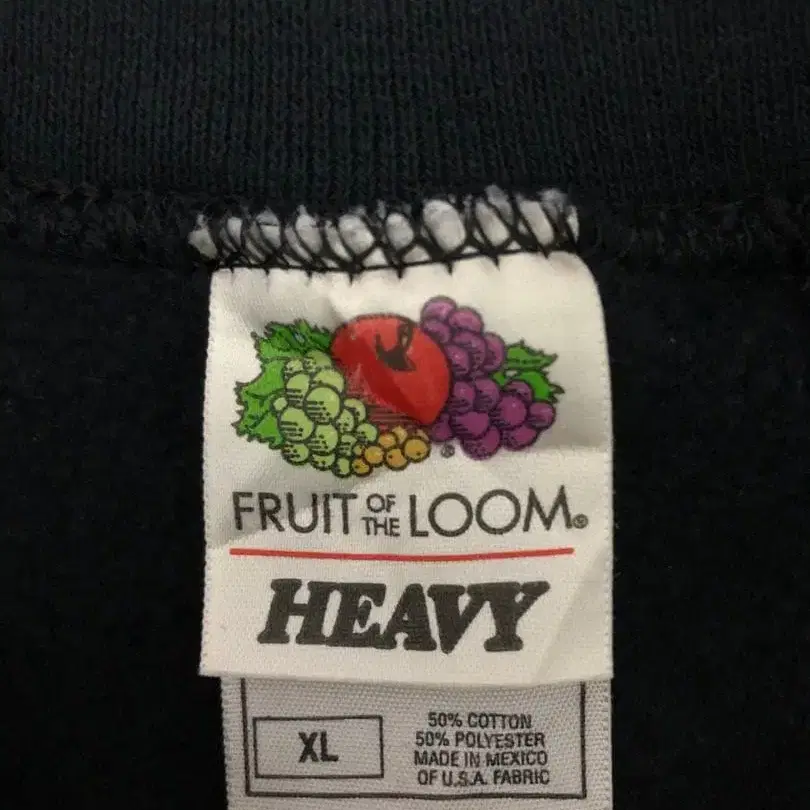 ®
FRUIT OF THE LOOM®
HEAVY
XL
50% COTTON
50% POLYESTER
MADE IN MEXICO
OF U.S.A. FABRIC